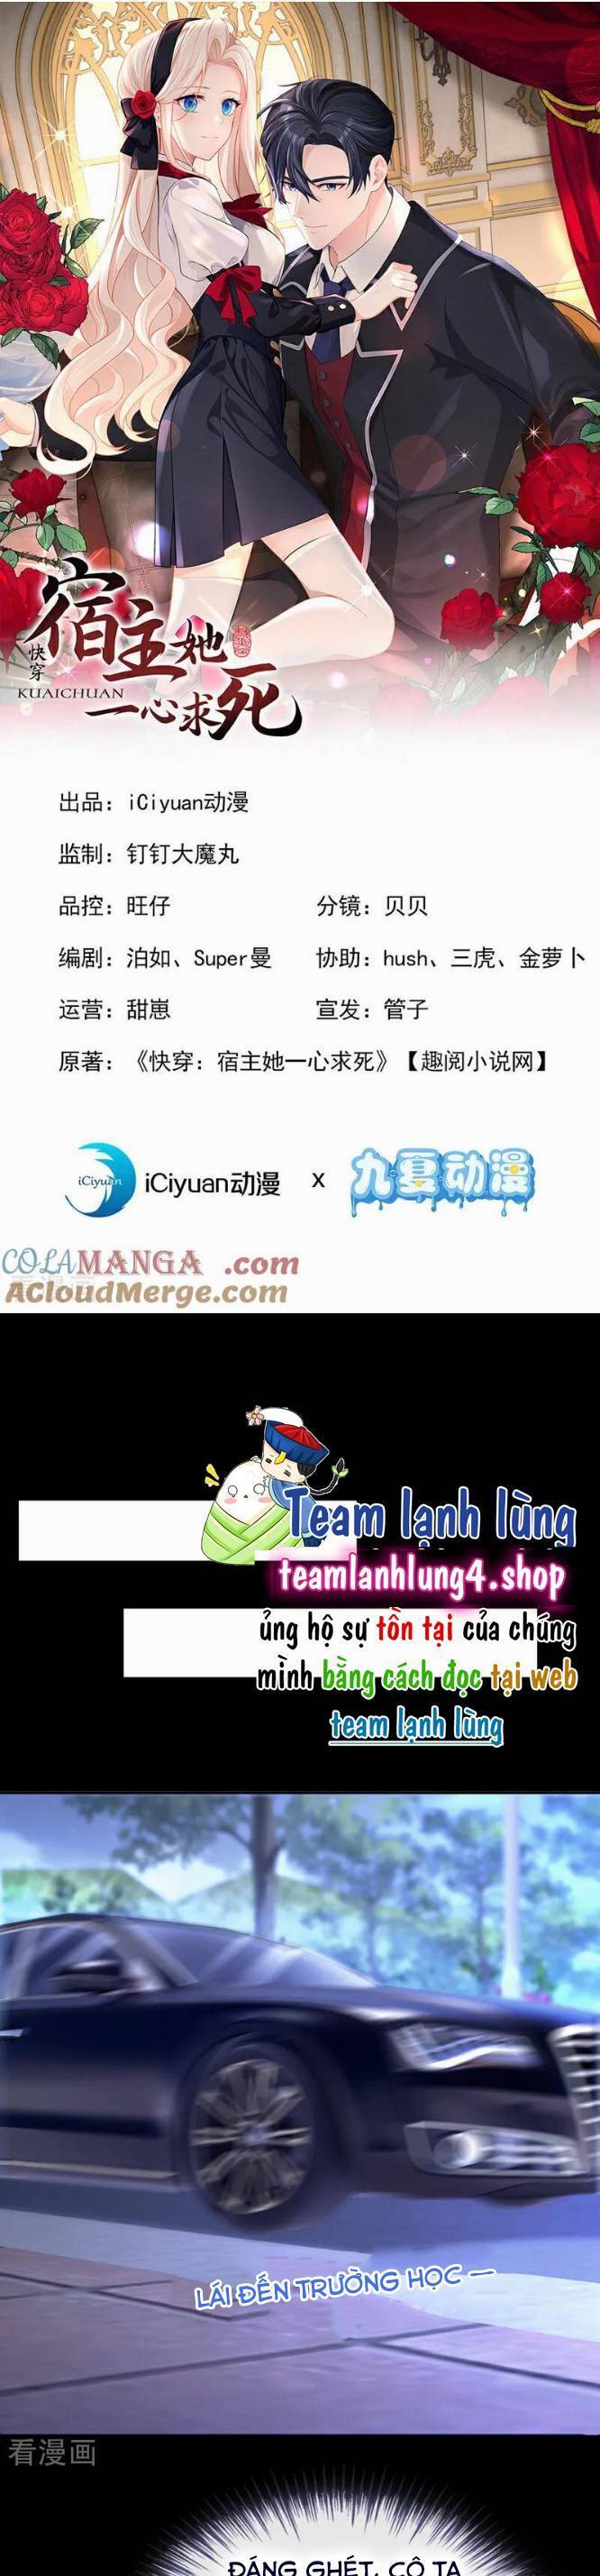 快穿
宿主她
KUAICHUAN
一心求死
出品：iCiyuan动漫
监制：钉钉大魔丸
品控：旺仔 分镜：贝贝
编剧：泊如、Super曼 协助：hush、三虎、金萝卜
运营：甜崽 宣发：管子
原著：《快穿：宿主她一心求死》【趣阅小说网】
iCiyuan iCiyuan动漫 x 九夏动漫
COLAMANGA.com
看漫画
ACloudMerge.com
Team lạnh lùng
teamlanhlung4.shop
ủng hộ sự tồn tại của chúng
mình bằng cách đọc tại web
team lạnh lùng
LÁI ĐẾN TRƯỜNG HỌC —
看漫画
ĐÁNG GHÉT, CÔ TA